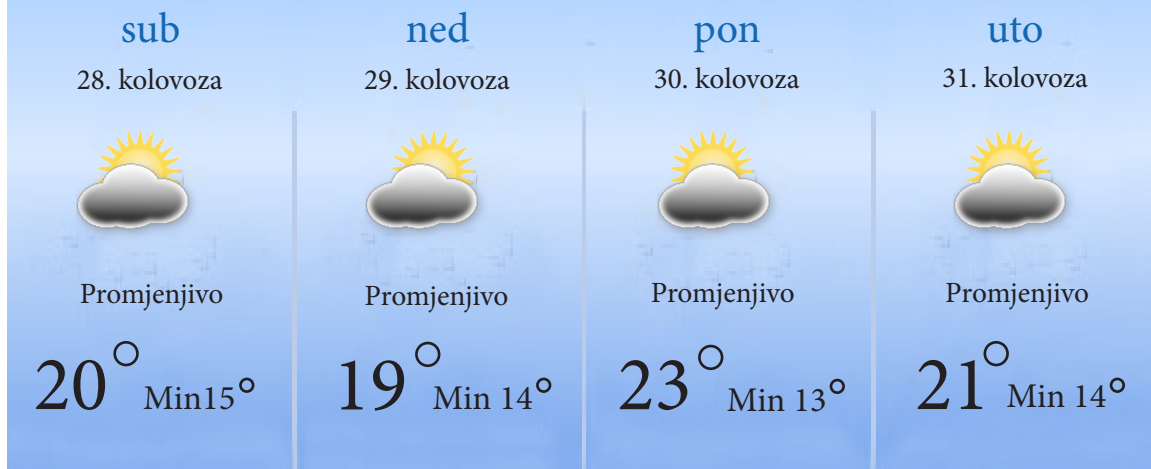 sub
28. kolovoza
Promjenjivo
20° Min15°
ned
29. kolovoza
Promjenjivo
19° Min 14°
pon
30. kolovoza
Promjenjivo
23° Min 13°
uto
31. kolovoza
Promjenjivo
21° Min 14°